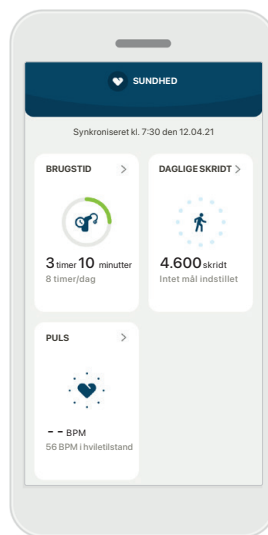 SUNDHED
Synkroniseret kl. 7:30 den 12.04.21
BRUGSTID >
3 timer 10 minutter
8 timer/dag
DAGLIGE SKRIDT >
4.600 skridt
Intet mål indstillet
PULS >
-- BPM
56 BPM i hviletilstand